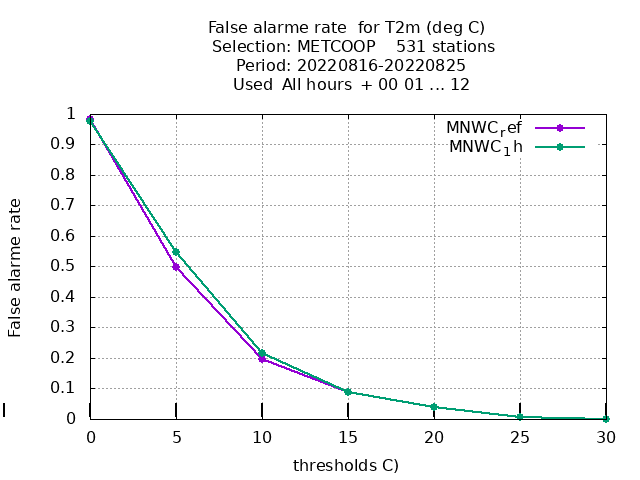 False alarme rate  for T2m (deg C)
Selection: METCOOP    531 stations
Period: 20220816-20220825
Used  All hours  + 00 01 ... 12
MNWC_ref
MNWC_1h
1
0.9
0.8
0.7
0.6
0.5
0.4
0.3
0.2
0.1
0
False alarme rate
0 5 10 15 20 25 30
thresholds C)